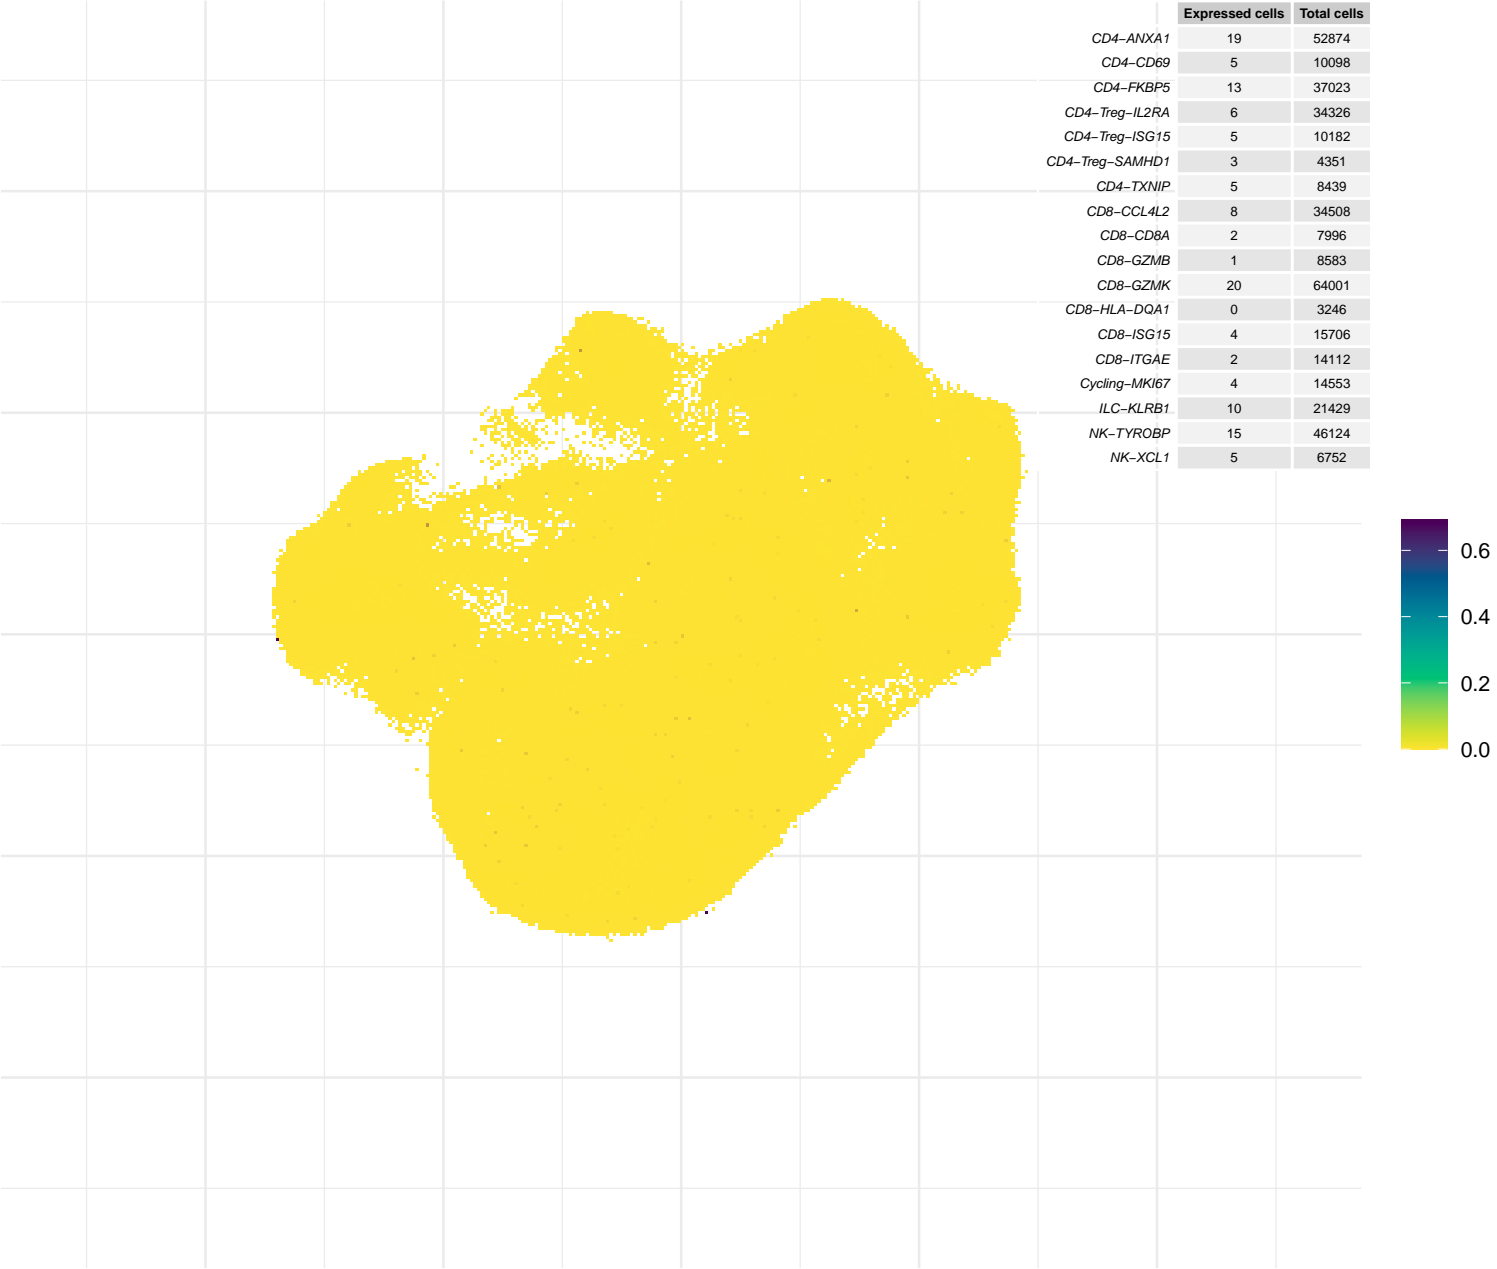 Expressed cells Total cells
CD4−ANXA1 19 52874
CD4−CD69 5 10098
CD4−FKBP5 13 37023
CD4−Treg−IL2RA 6 34326
CD4−Treg−ISG15 5 10182
CD4−Treg−SAMHD1 3 4351
CD4−TXNIP 5 8439
CD8−CCL4L2 8 34508
CD8−CD8A 2 7996
CD8−GZMB 1 8583
CD8−GZMK 20 64001
CD8−HLA−DQA1 0 3246
CD8−ISG15 4 15706
CD8−ITGAE 2 14112
Cycling−MKI67 4 14553
ILC−KLRB1 10 21429
NK−TYROBP 15 46124
NK−XCL1 5 6752
0.6
0.4
0.2
0.0